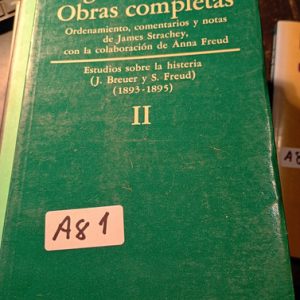 Obras completas
Ordenamiento, comentarios y notas
de James Strachey,
con la colaboración de Anna Freud
Estudios sobre la histeria
(J. Breuer y S. Freud)
(1893-1895)
II
A81
A8